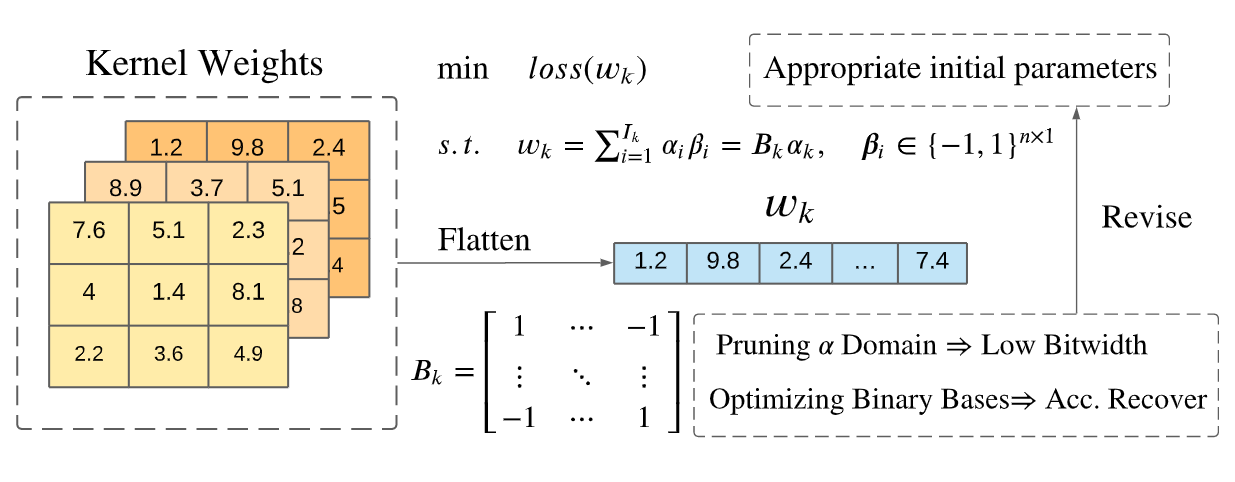 Kernel Weights
1.2 9.8 2.4
8.9 3.7 5.1 5
7.6 5.1 2.3 2
4 1.4 8.1 4
8
2.2 3.6 4.9
min loss(w_k)
s.t. w_k = ∑_{i=1}^{I_k} α_i β_i = B_k α_k, β_i ∈ {−1, 1}^{n×1}
Appropriate initial parameters
w_k
Revise
Flatten
1.2 9.8 2.4 ... 7.4
B_k = [ 1 ⋯ −1
⋮ ⋱ ⋮
−1 ⋯ 1 ]
Pruning α Domain ⇒ Low Bitwidth
Optimizing Binary Bases⇒ Acc. Recover